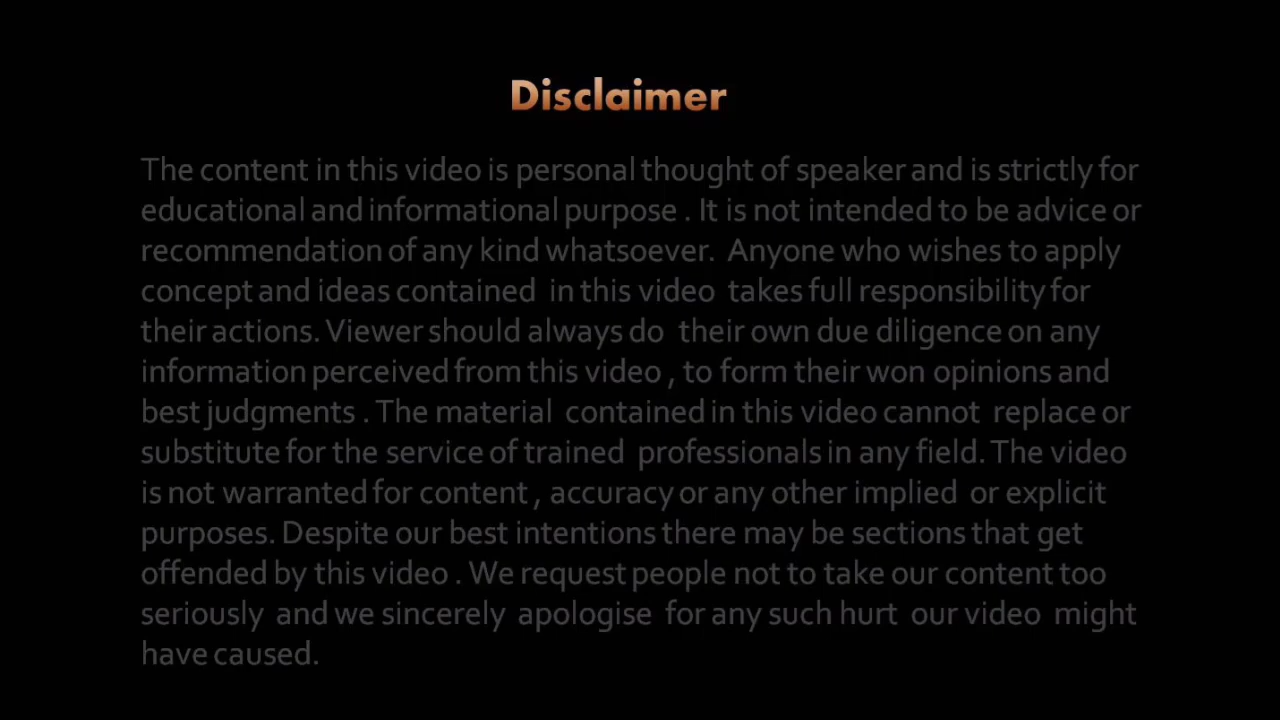 Disclaimer
The content in this video is personal thought of speaker and is strictly for
educational and informational purpose . It is not intended to be advice or
recommendation of any kind whatsoever. Anyone who wishes to apply
concept and ideas contained in this video takes full responsibility for
their actions. Viewer should always do their own due diligence on any
information perceived from this video , to form their won opinions and
best judgments . The material contained in this video cannot replace or
substitute for the service of trained professionals in any field. The video
is not warranted for content , accuracy or any other implied or explicit
purposes. Despite our best intentions there may be sections that get
offended by this video . We request people not to take our content too
seriously and we sincerely apologise for any such hurt our video might
have caused.